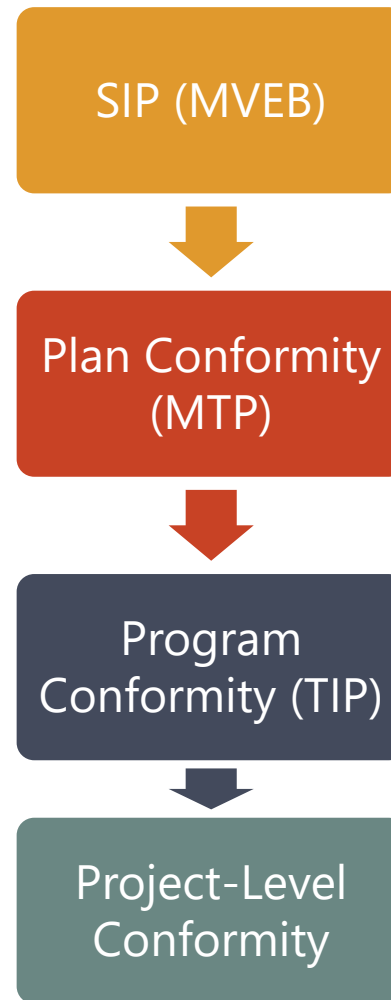 SIP (MVEB)
Plan Conformity
(MTP)
Program
Conformity (TIP)
Project-Level
Conformity